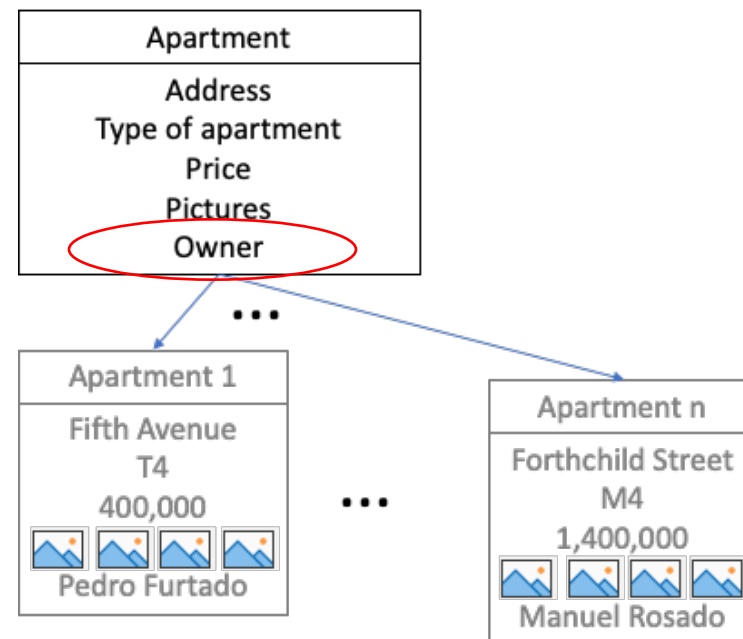 Apartment
Address
Type of apartment
Price
Pictures
Owner
...
Apartment 1
Fifth Avenue
T4
400,000
Pedro Furtado
...
Apartment n
Forthchild Street
M4
1,400,000
Manuel Rosado